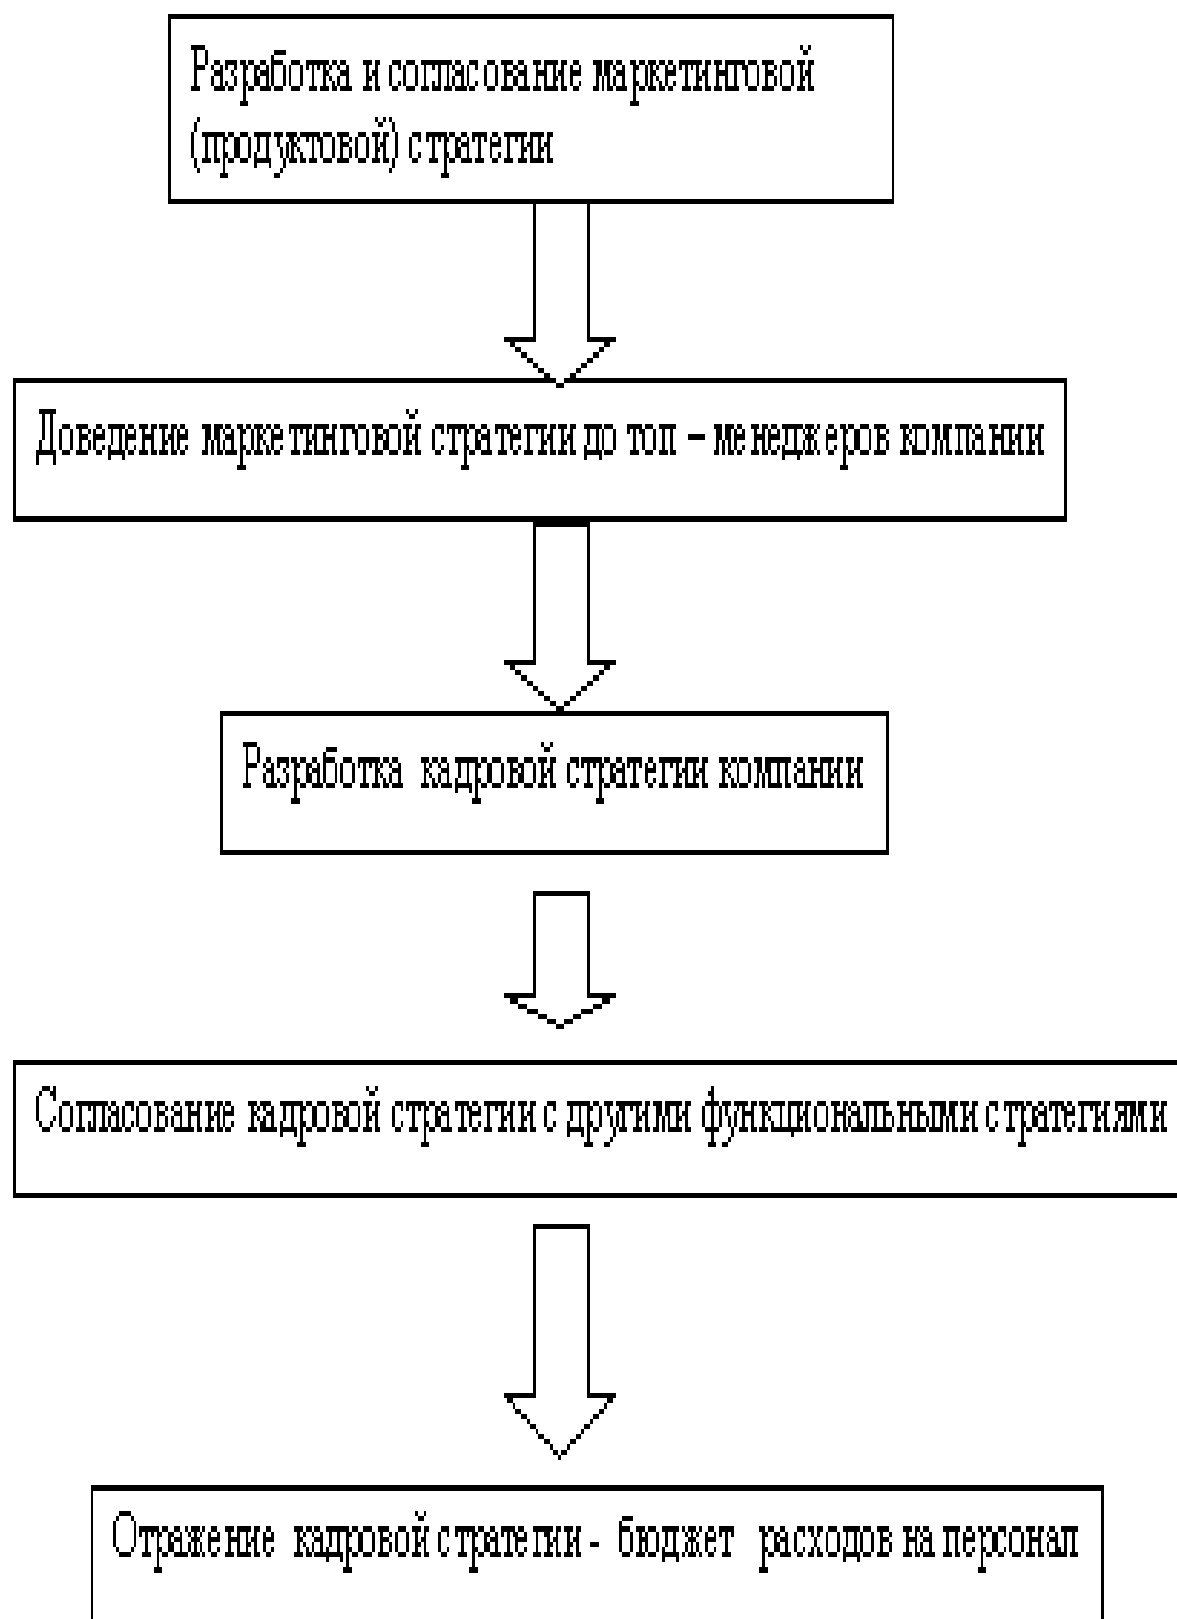 Разработка и согласование маркетинговой
(продуктовой) стратегии
Доведение маркетинговой стратегии до топ – менеджеров компании
Разработка кадровой стратегии компании
Согласование кадровой стратегии с другими функциональными стратегиями
Отражение кадровой стратегии - бюджет расходов на персонал